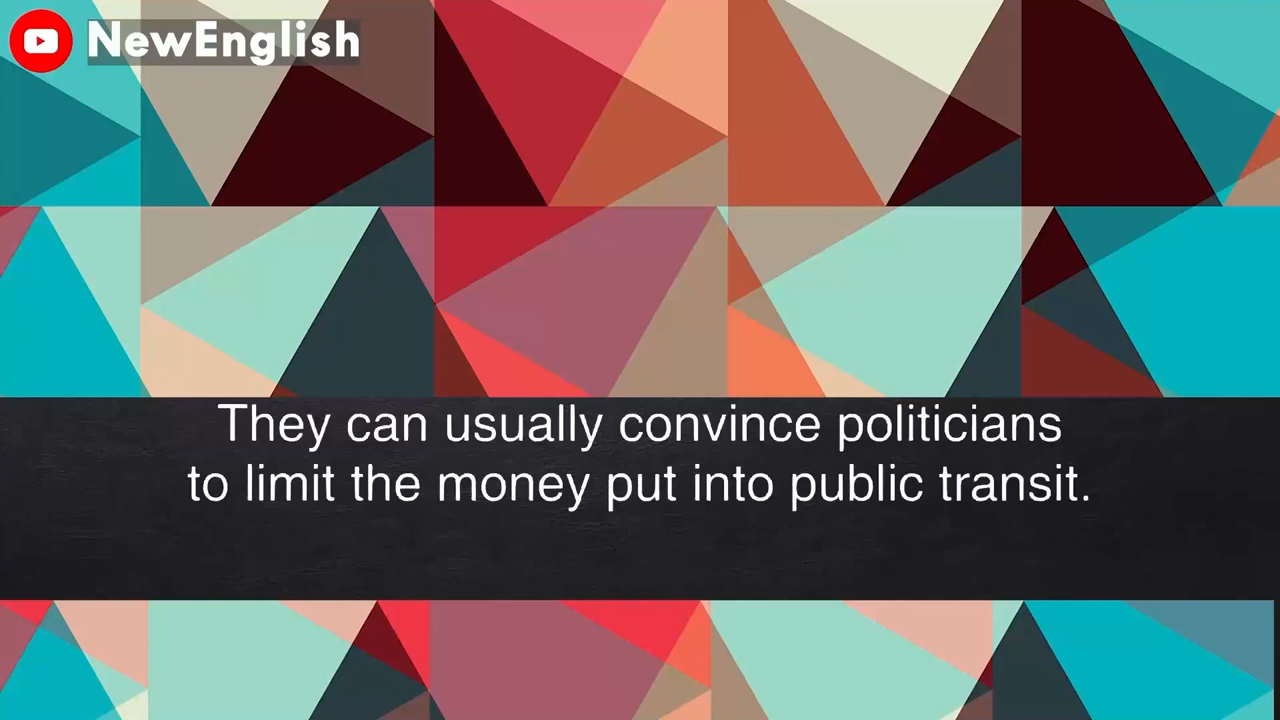 NewEnglish
They can usually convince politicians
to limit the money put into public transit.